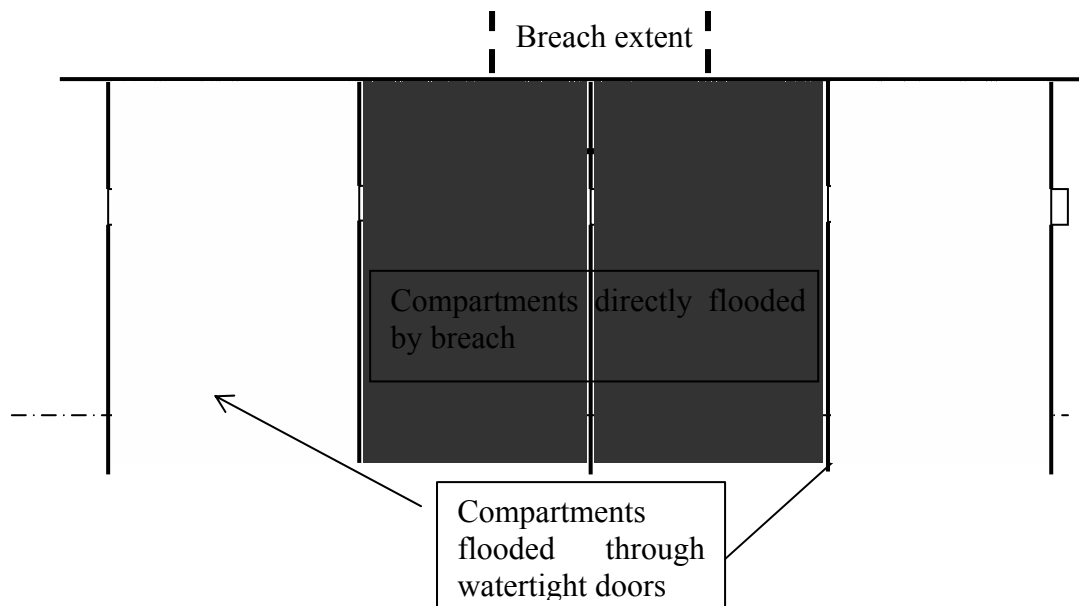 Breach extent
Compartments directly flooded
by breach
Compartments
flooded through
watertight doors